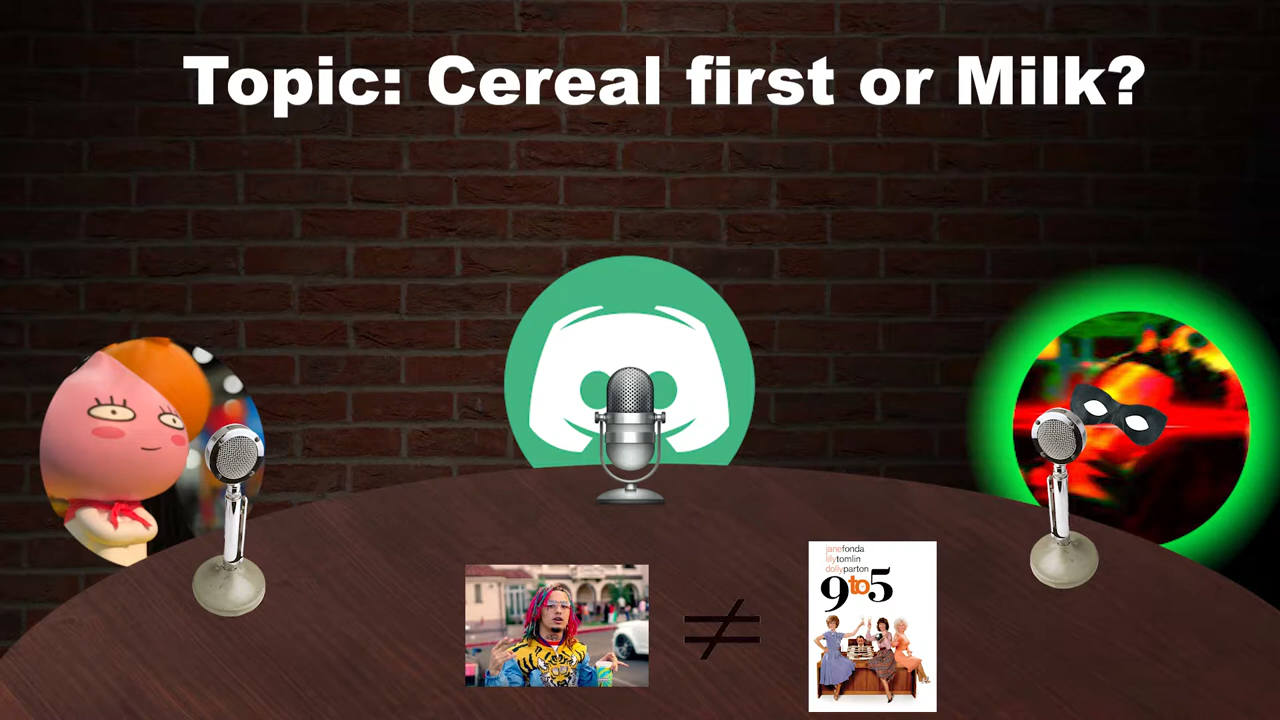 Topic: Cereal first or Milk?
≠
janefonda
lilytomlin
dollyparton
9to5